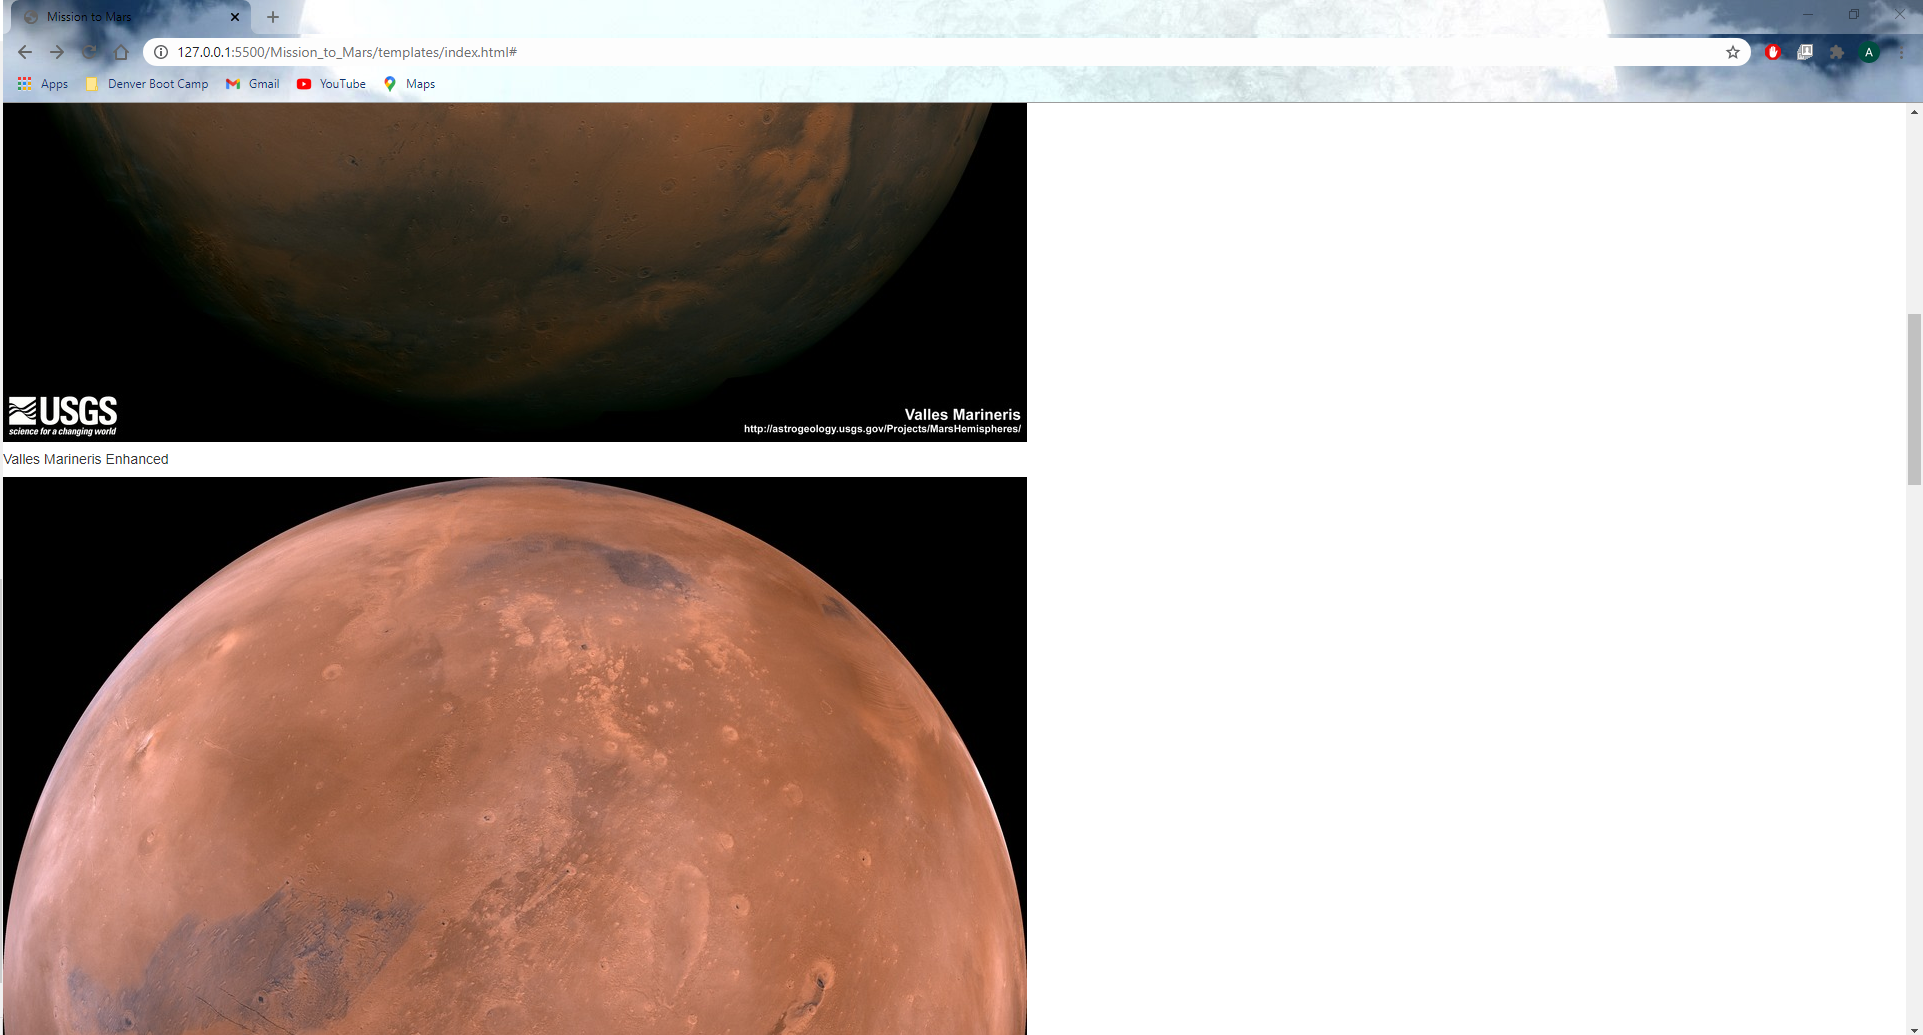 Mission to Mars
127.0.0.1:5500/Mission_to_Mars/templates/index.html#
A
Apps
Denver Boot Camp
Gmail
YouTube
Maps
USGS
science for a changing world
Valles Marineris
http://astrogeology.usgs.gov/Projects/MarsHemispheres/
Valles Marineris Enhanced